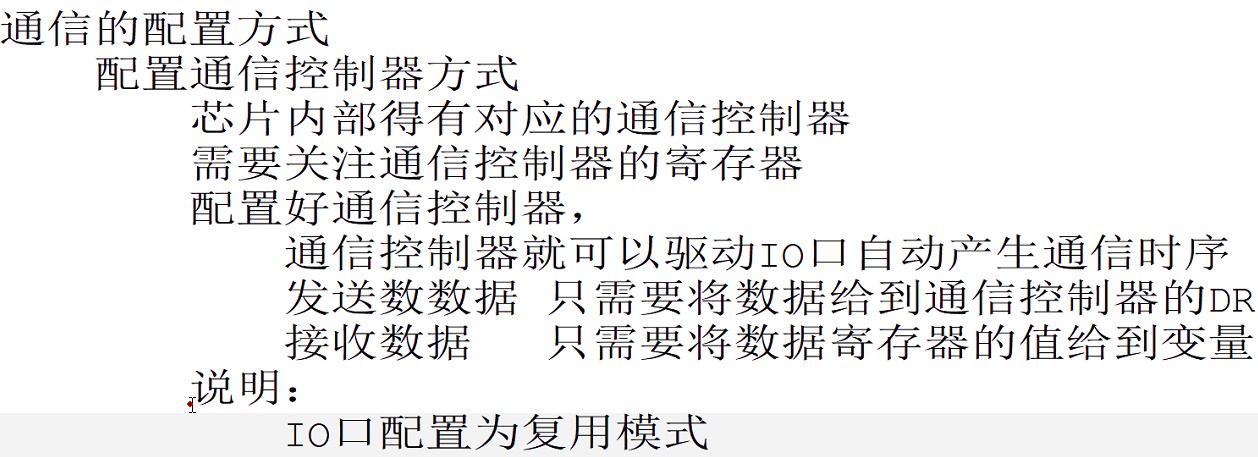 通信的配置方式
配置通信控制器方式
芯片内部得有对应的通信控制器
需要关注通信控制器的寄存器
配置好通信控制器，
通信控制器就可以驱动IO口自动产生通信时序
发送数数据 只需要将数据给到通信控制器的DR
接收数据 只需要将数据寄存器的值给到变量
说明：
IO口配置为复用模式